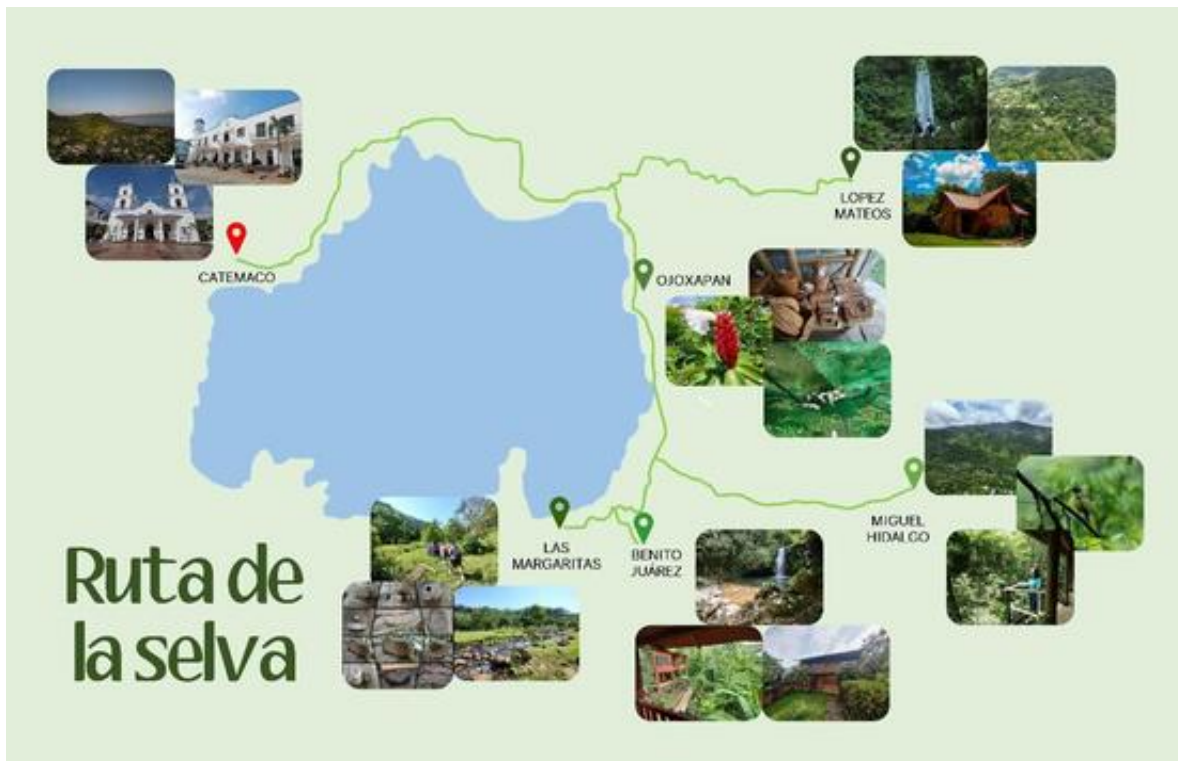 CATEMACO
LOPEZ
MATEOS
OJOXAPAN
MIGUEL
HIDALGO
LAS
MARGARITAS
BENITO
JUÁREZ
Ruta de
la selva